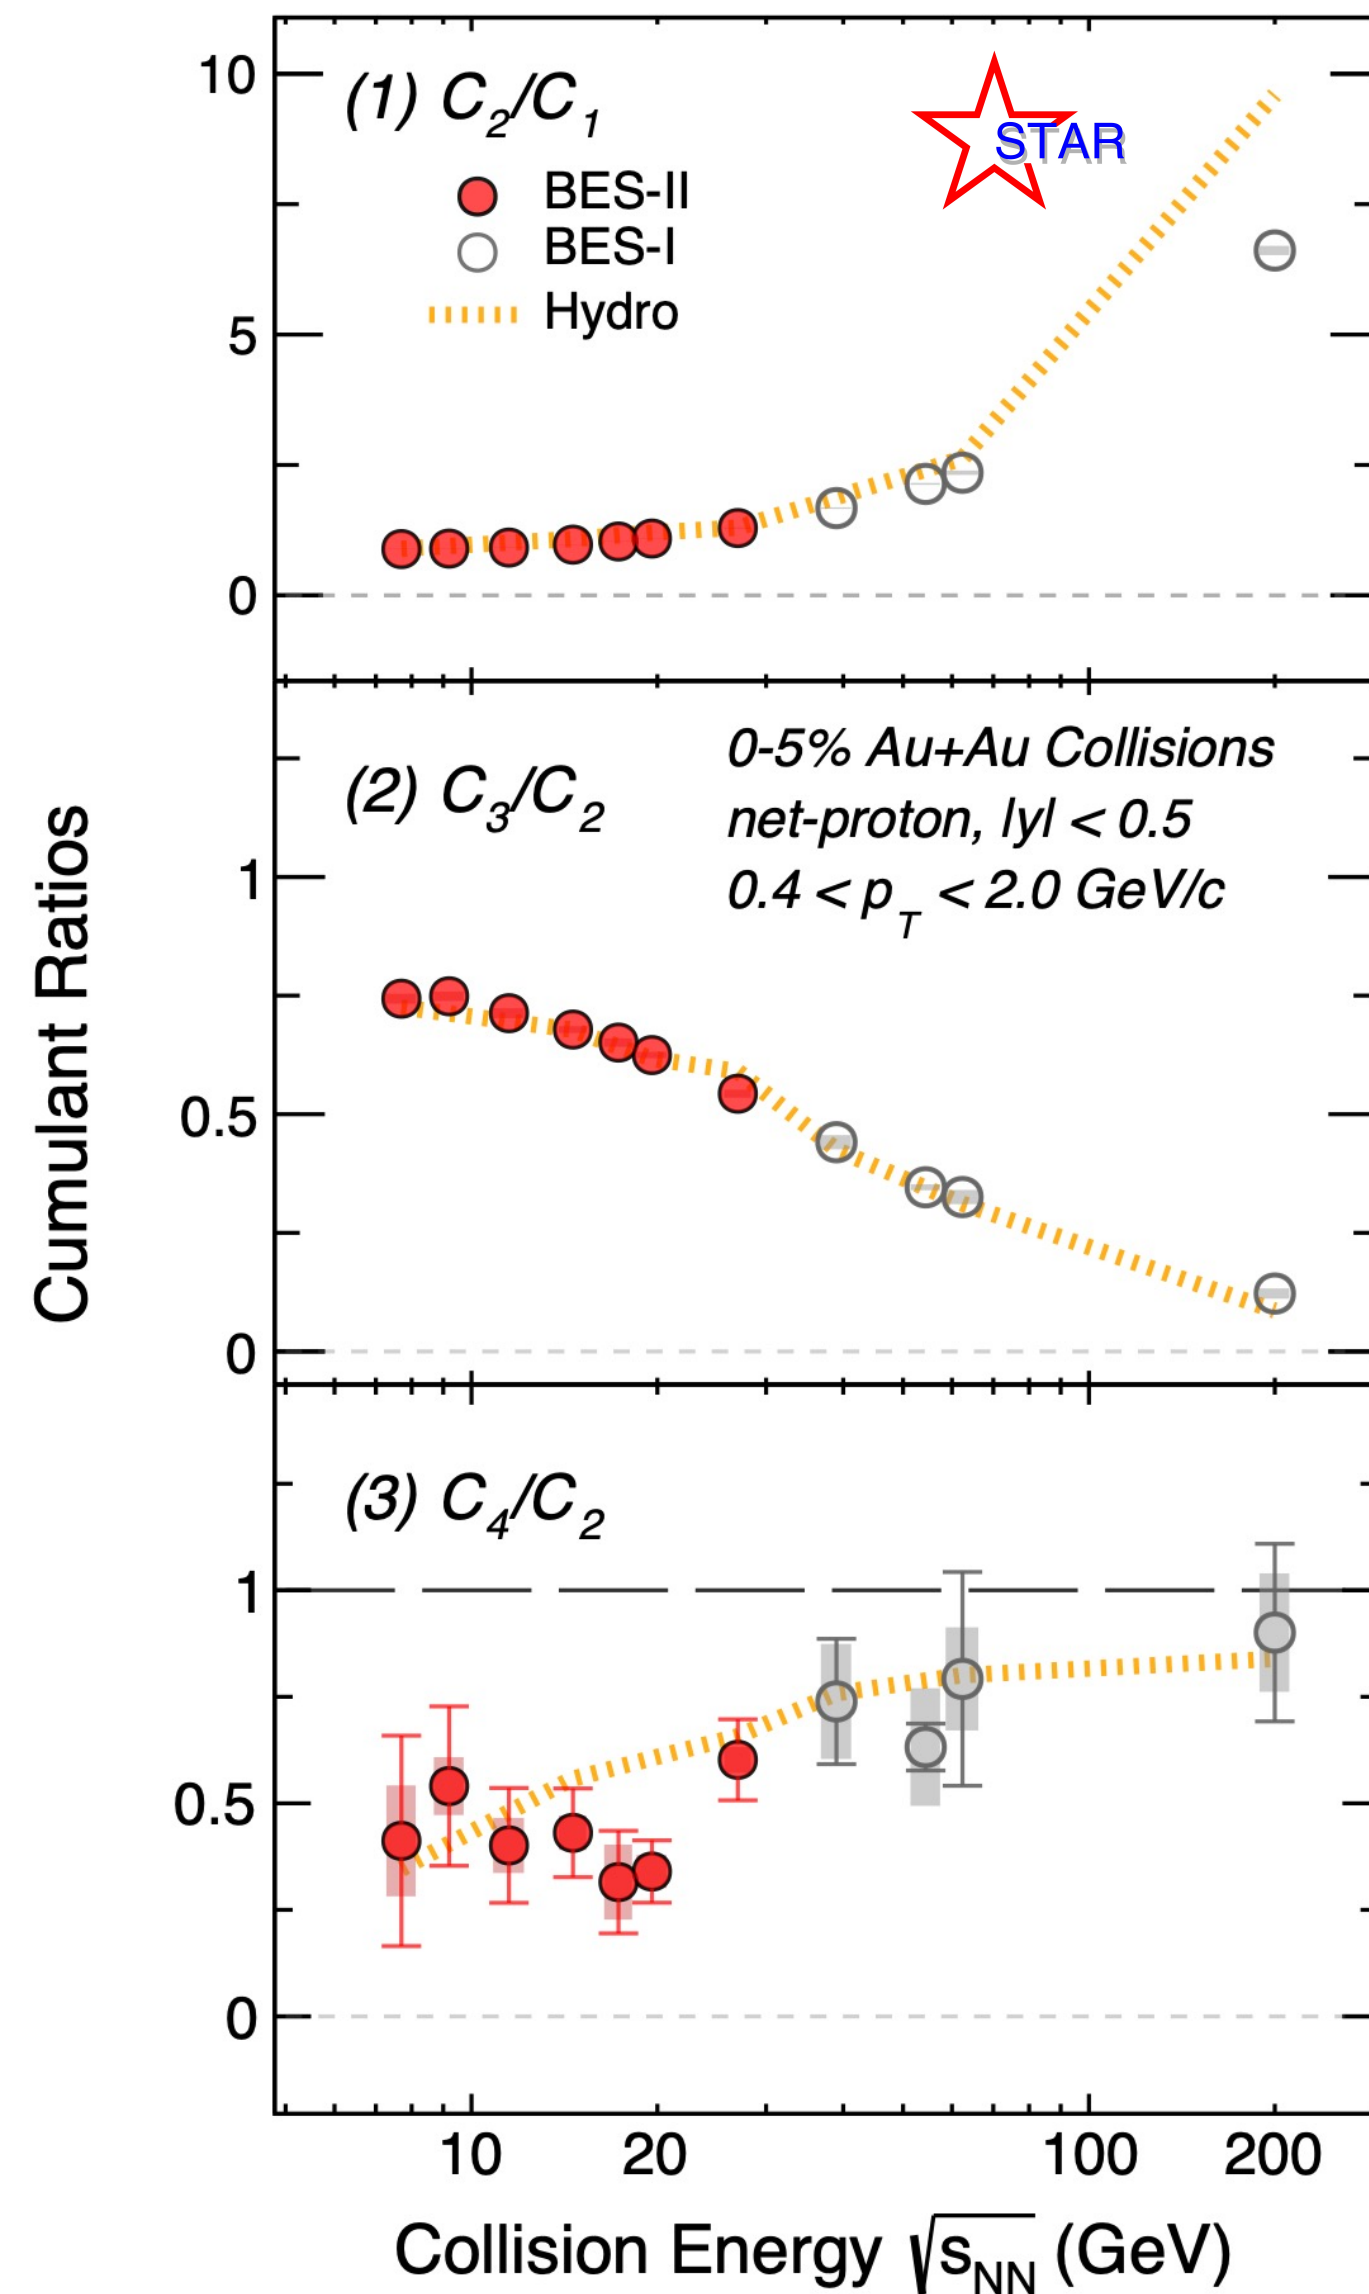 10
(1) C2/C1
STAR
BES-II
BES-I
Hydro
5
0
Cumulant Ratios
(2) C3/C2
0-5% Au+Au Collisions
net-proton, |y| < 0.5
0.4 < pT < 2.0 GeV/c
1
0.5
0
(3) C4/C2
1
0.5
0
10 20 100 200
Collision Energy √sNN (GeV)